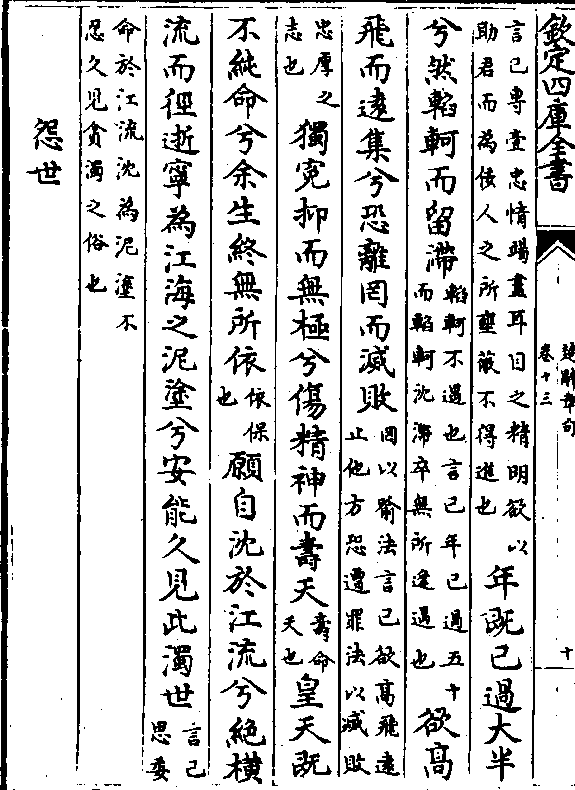 欽定四庫全書
楚辭章句
卷十三
十
言已專壹忠情竭盡耳目之精明欲以
助君而為佞人之所壅蔽不得進也
年既已過太半
兮然轗軻而留滯
轗軻不遇也言已年已過五十
而轗軻沈滯卒無所逢遇也
欲高
飛而遠集兮恐離罔而滅敗
罔以喻法言已欲高飛遠
止他方恐遭罪法以滅敗
忠厚之
志也
獨冤抑而無極兮傷精神而壽夭
壽命
夭也
皇天既
不純命兮余生終無所依
依保
也
願自沈於江流兮絕橫
流而徑逝寧為江海之泥塗兮安能久見此濁世
言已
思委
命於江流沈為泥塗不
忍久見貪濁之俗也
怨世